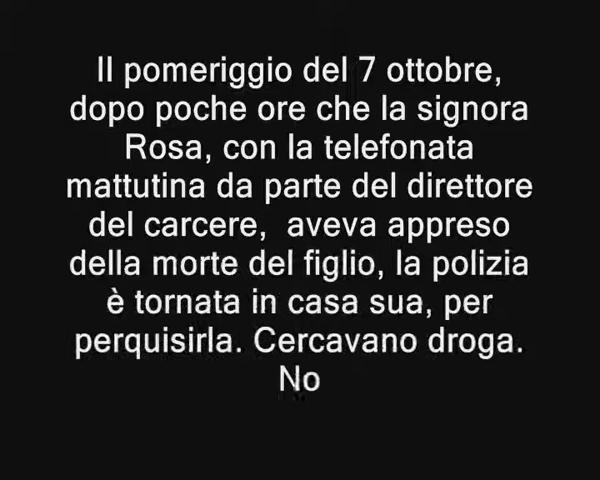 Il pomeriggio del 7 ottobre,
dopo poche ore che la signora
Rosa, con la telefonata
mattutina da parte del direttore
del carcere,  aveva appreso
della morte del figlio, la polizia
è tornata in casa sua, per
perquisirla. Cercavano droga.
No